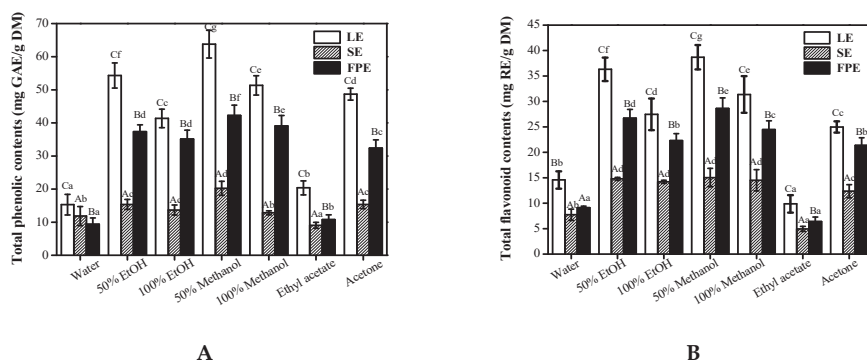 Total phenolic contents (mg GAE/g DM)
70
60
50
40
30
20
10
0
LE
SE
FPE
Ca Ab Ba
Cf Ac Bd
Cc Ac Bd
Cg Ad Bf
Ce Ab Be
Cb Aa Bb
Cd Ac Bc
Water
50% EtOH
100% EtOH
50% Methanol
100% Methanol
Ethyl acetate
Acetone
A
Total flavonoid contents (mg RE/g DM)
45
40
35
30
25
20
15
10
5
0
LE
SE
FPE
Bb Ab Aa
Cf Ad Bd
Cc Ad Bb
Cg Ad Bd
Ce Ad Bc
Ca Aa Ba
Cd Ac Bb
Water
50% EtOH
100% EtOH
50% Methanol
100% Methanol
Ethyl acetate
Acetone
B